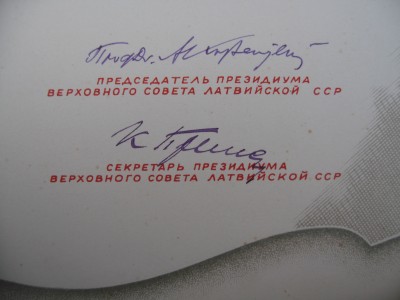 ПРЕДСЕДАТЕЛЬ ПРЕЗИДИУМА
ВЕРХОВНОГО СОВЕТА ЛАТВИЙСКОЙ ССР
К
СЕКРЕТАРЬ ПРЕЗИДИУМА
ВЕРХОВНОГО СОВЕТА ЛАТВИЙСКОЙ ССР